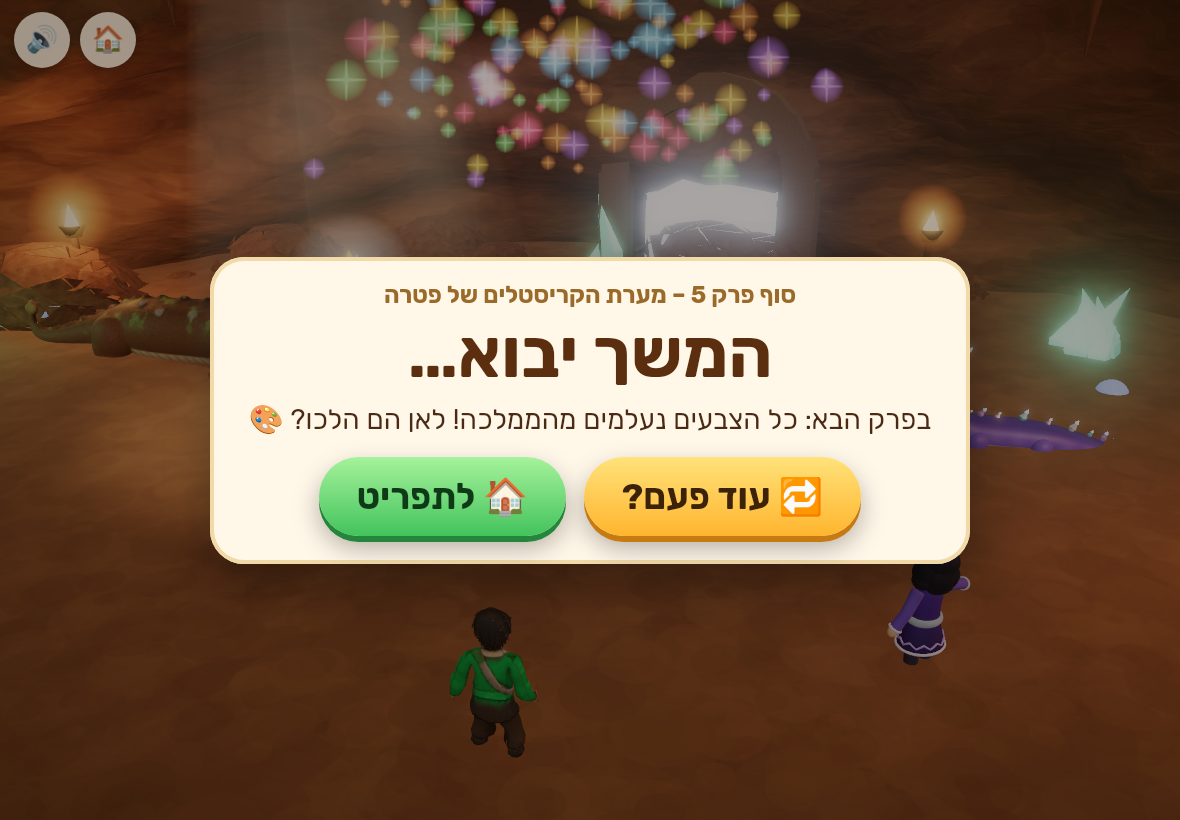 סוף פרק 5 – מערת הקריסטלים של פטרה
המשך יבוא...
בפרק הבא: כל הצבעים נעלמים מהממלכה! לאן הם הלכו? 🎨
🔁 עוד פעם?
🏠 לתפריט